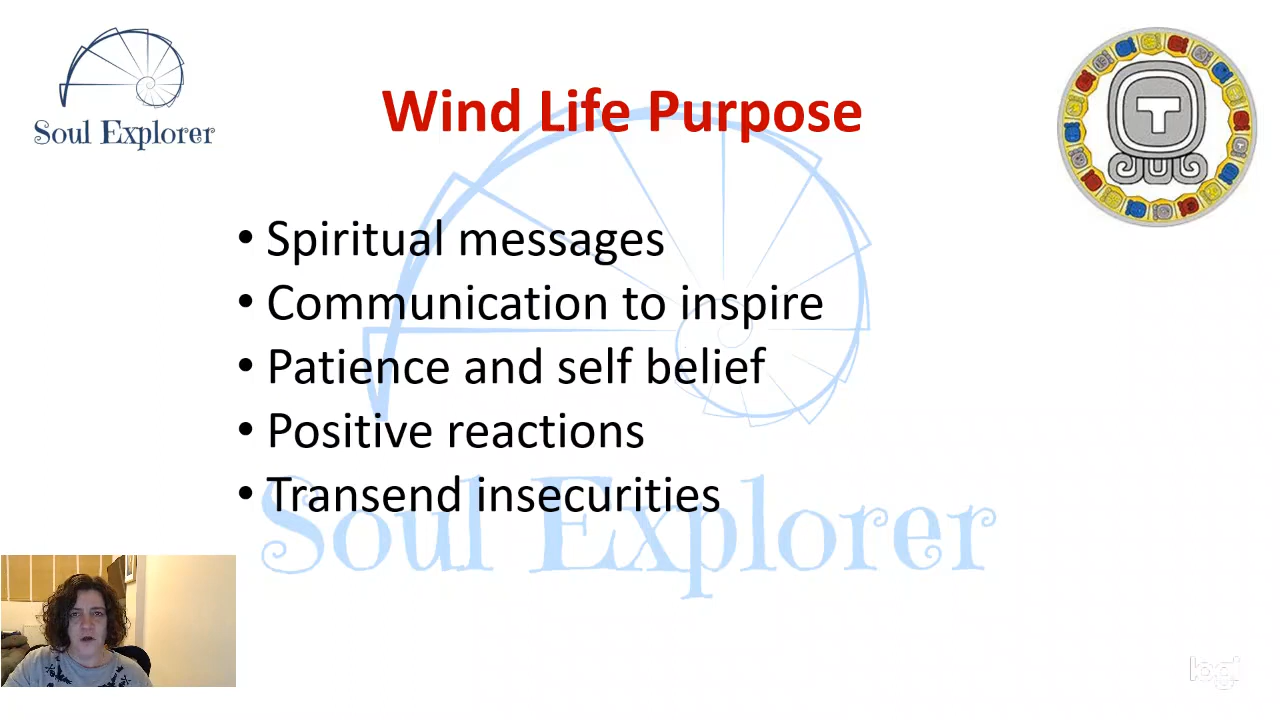 Soul Explorer
Wind Life Purpose
• Spiritual messages
• Communication to inspire
• Patience and self belief
• Positive reactions
• Transend insecurities
Soul Explorer
logi